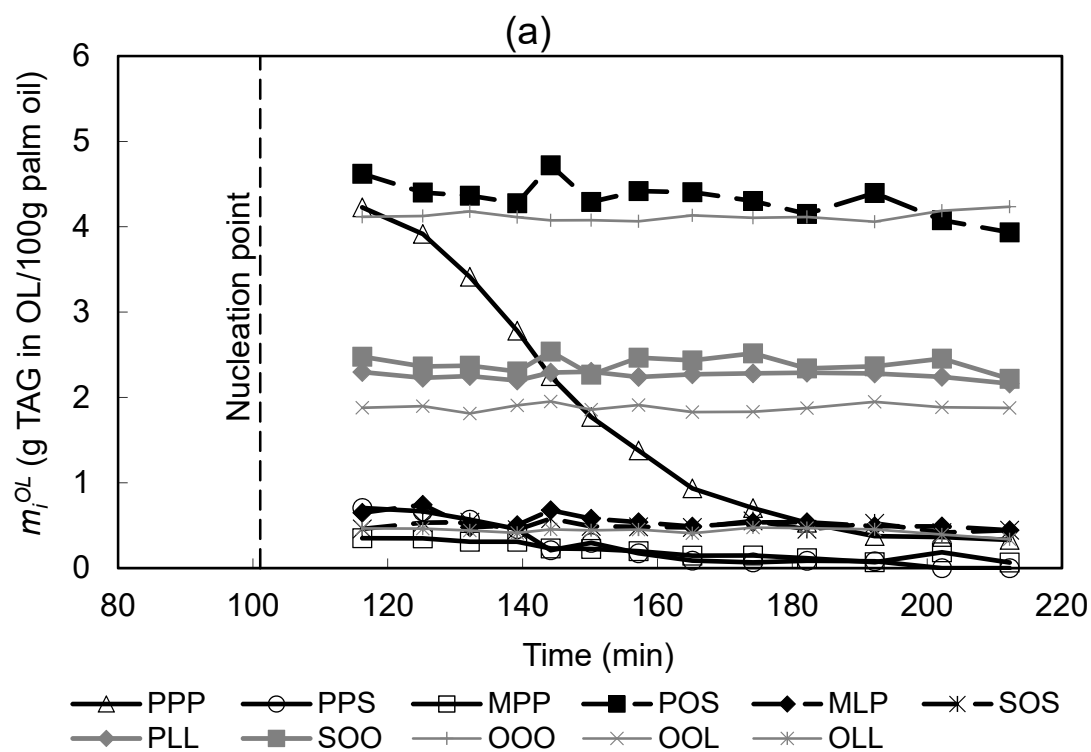 (a)
6
5
4
3
2
1
0
80
100
120
140
160
180
200
220
m_i^OL (g TAG in OL/100g palm oil)
Nucleation point
Time (min)
PPP PPS MPP POS MLP SOS
PLL SOO OOO OOL OLL